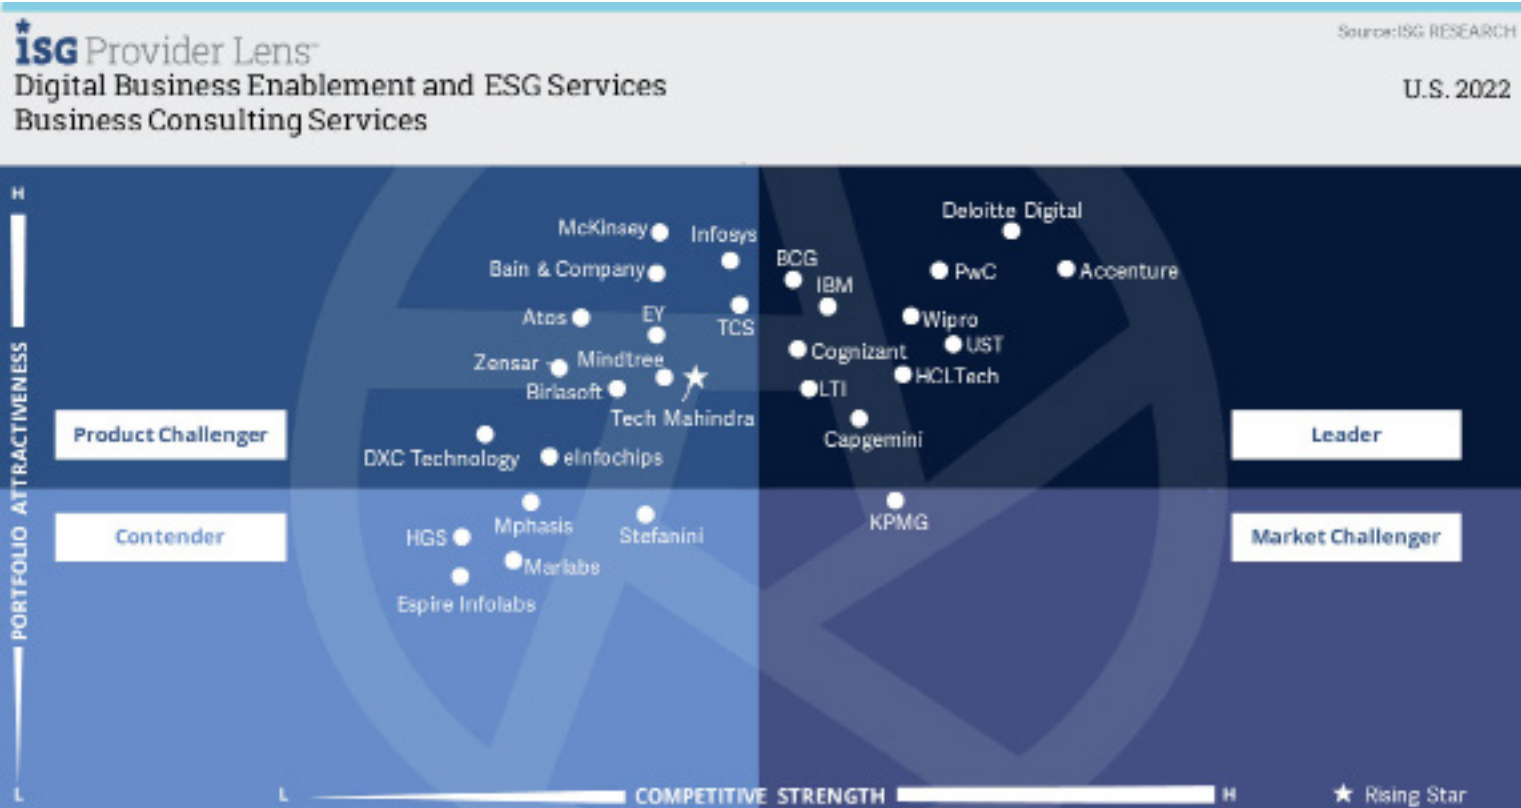 iSG Provider Lens™
Source:ISG RESEARCH
Digital Business Enablement and ESG Services
U.S. 2022
Business Consulting Services
H
Deloitte Digital
McKinsey
Infosys
BCG
Bain & Company
PwC
Accenture
IBM
Atos
EY
TCS
Wipro
UST
Zensar
Mindtree
Cognizant
HCLTech
Birlasoft
LTI
Tech Mahindra
Product Challenger
Capgemini
Leader
DXC Technology
eInfochips
PORTFOLIO ATTRACTIVENESS
Mphasis
KPMG
Contender
HGS
Stefanini
Market Challenger
Marlabs
Espire Infolabs
L
L
COMPETITIVE STRENGTH
H
★ Rising Star